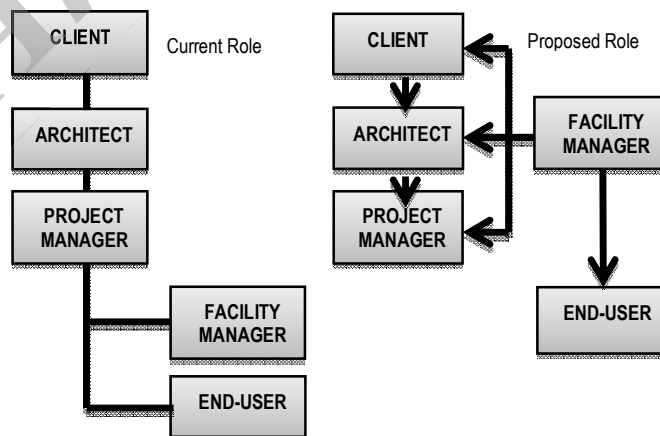 CLIENT
Current Role
ARCHITECT
PROJECT
MANAGER
FACILITY
MANAGER
END-USER
CLIENT
Proposed Role
ARCHITECT
FACILITY
MANAGER
PROJECT
MANAGER
END-USER